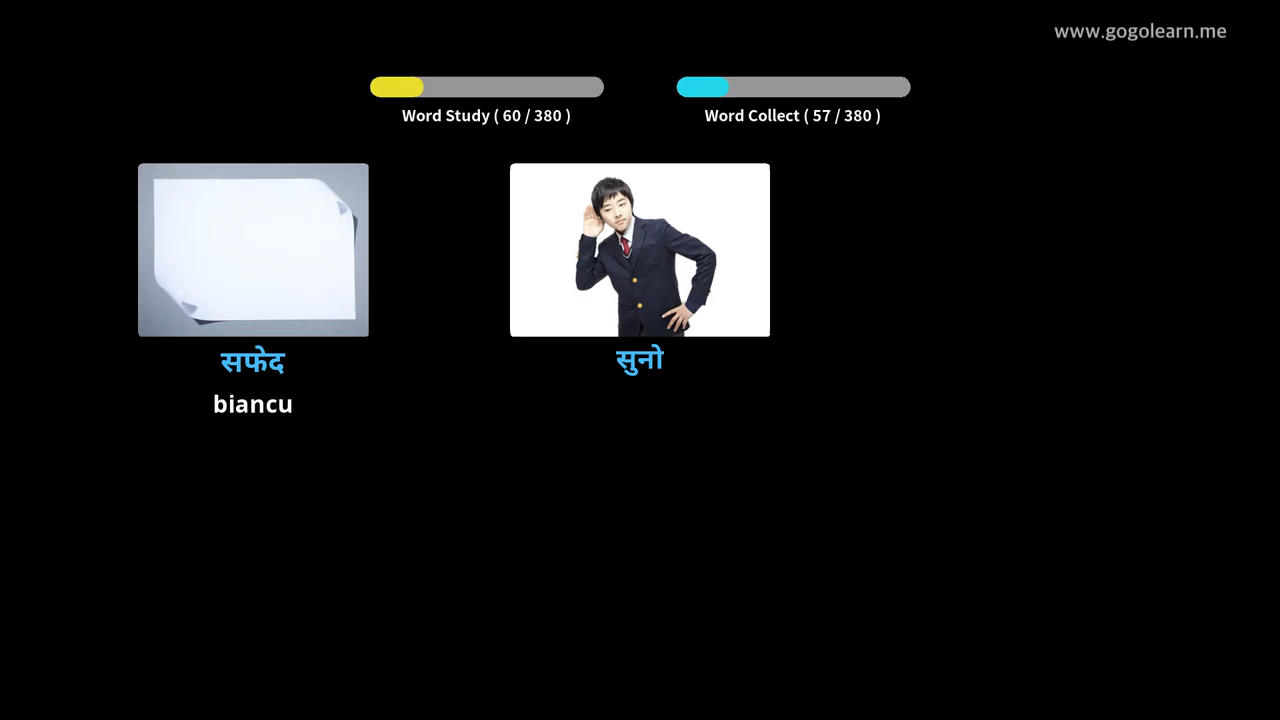 www.gogolearn.me
Word Study ( 60 / 380 )
Word Collect ( 57 / 380 )
सफेद
सुनो
biancu